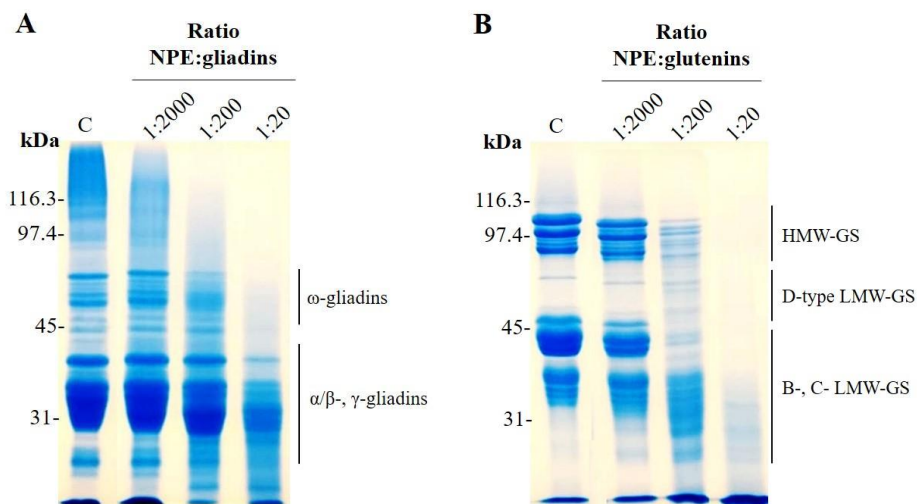 A
Ratio
NPE:gliadins
C
1:2000
1:200
1:20
kDa
116.3-
97.4-
45-
31-
ω-gliadins
α/β-, γ-gliadins
B
Ratio
NPE:glutenins
C
1:2000
1:200
1:20
kDa
116.3-
97.4-
45-
31-
HMW-GS
D-type LMW-GS
B-, C- LMW-GS